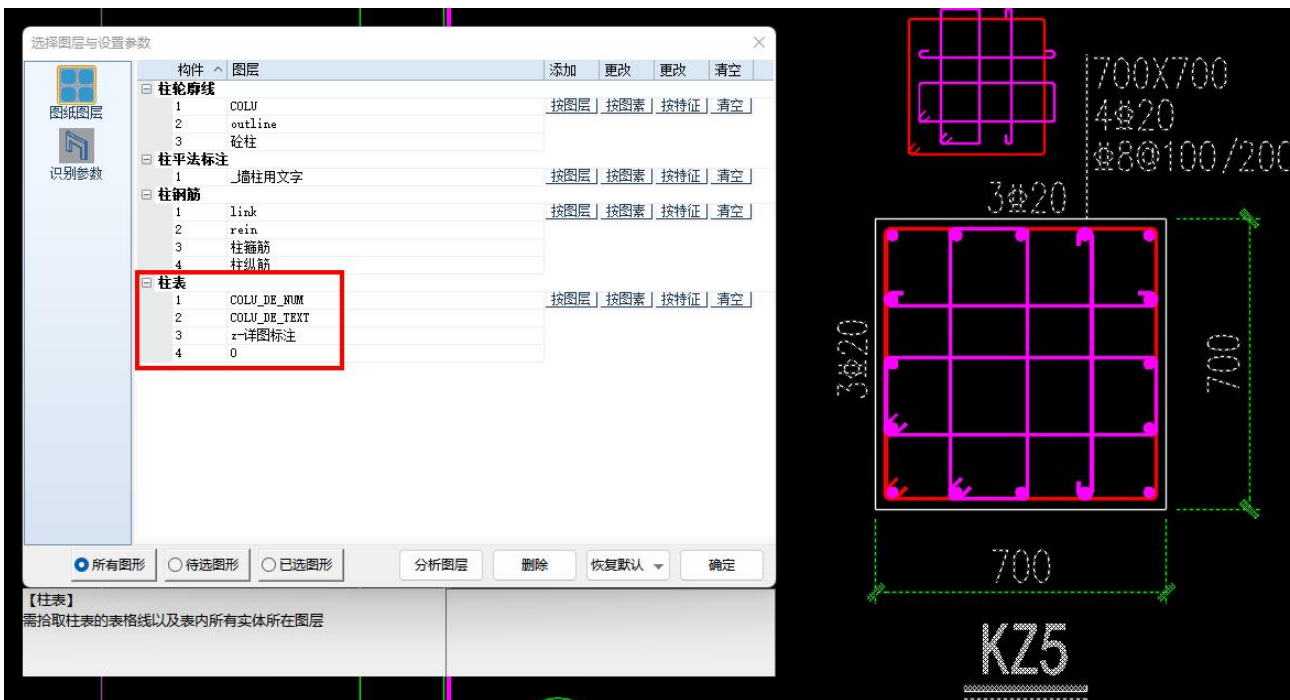 选择图层与设置参数
图纸图层
识别参数
构件 图层 添加 更改 更改 清空
柱轮廓线
1 COLU 按图层 按图素 按特征 清空
2 outline
3 砼柱
柱平法标注
1 _墙柱用文字 按图层 按图素 按特征 清空
柱钢筋
1 link 按图层 按图素 按特征 清空
2 rein
3 柱箍筋
4 柱纵筋
柱表
1 COLU_DE_NUM 按图层 按图素 按特征 清空
2 COLU_DE_TEXT
3 z-详图标注
4 0
所有图形 待选图形 已选图形 分析图层 删除 恢复默认 确定
【柱表】
需拾取柱表的表格线以及表内所有实体所在图层
700X700
4⌽20
⌽8@100/200
3⌽20
3⌽20
700
700
KZ5